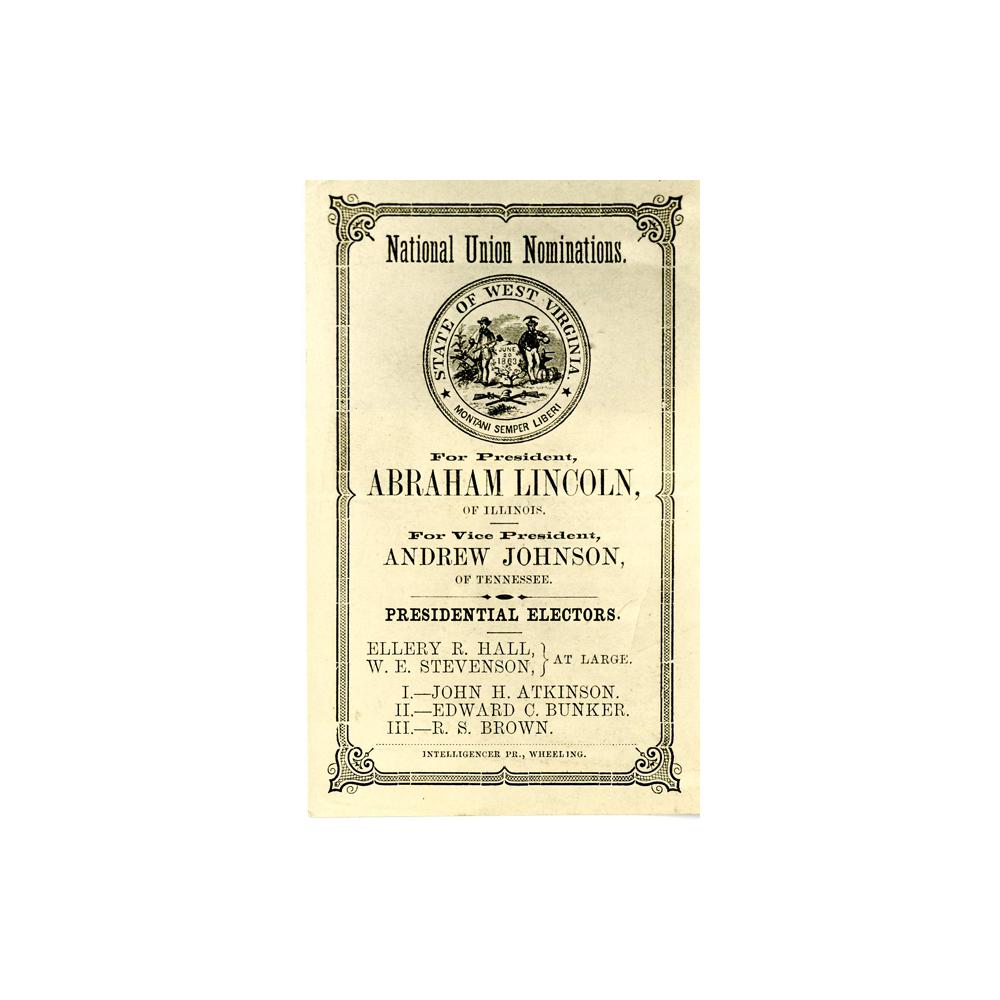 National Union Nominations.
STATE OF WEST VIRGINIA
JUNE
20
1863
MONTANI SEMPER LIBERI
For President,
ABRAHAM LINCOLN,
OF ILLINOIS.
For Vice President,
ANDREW JOHNSON,
OF TENNESSEE.
PRESIDENTIAL ELECTORS.
ELLERY R. HALL,
W. E. STEVENSON, } AT LARGE.
I.—JOHN H. ATKINSON.
II.—EDWARD C. BUNKER.
III.—R. S. BROWN.
INTELLIGENCER PR., WHEELING.